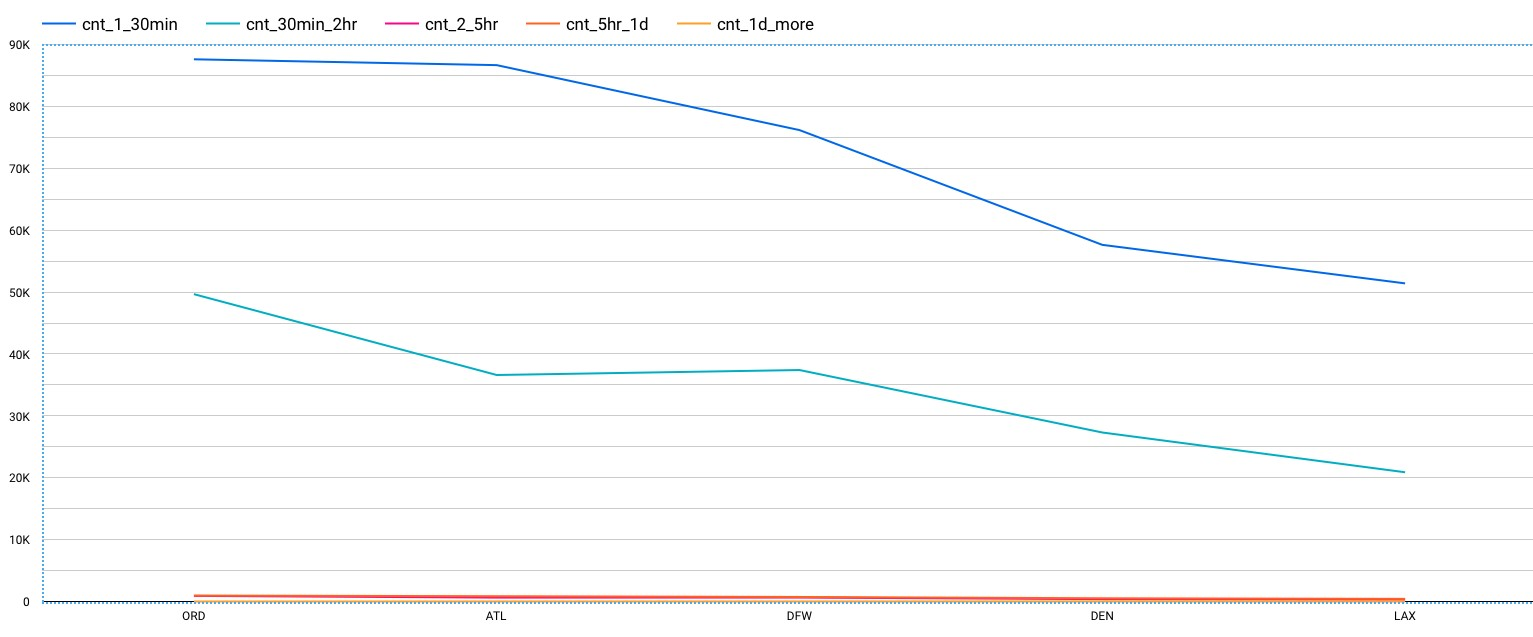 cnt_1_30min cnt_30min_2hr cnt_2_5hr cnt_5hr_1d cnt_1d_more
90K
80K
70K
60K
50K
40K
30K
20K
10K
0
ORD ATL DFW DEN LAX